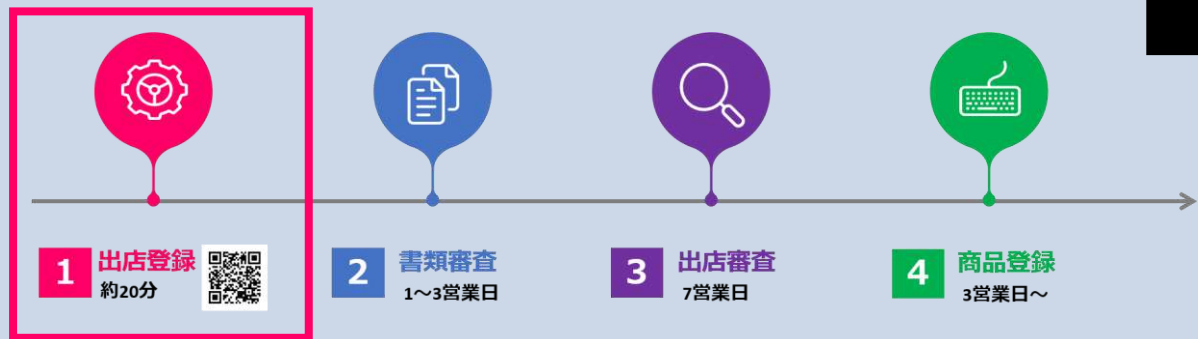 1 出店登録
約20分
2 書類審査
1～3営業日
3 出店審査
7営業日
4 商品登録
3営業日～